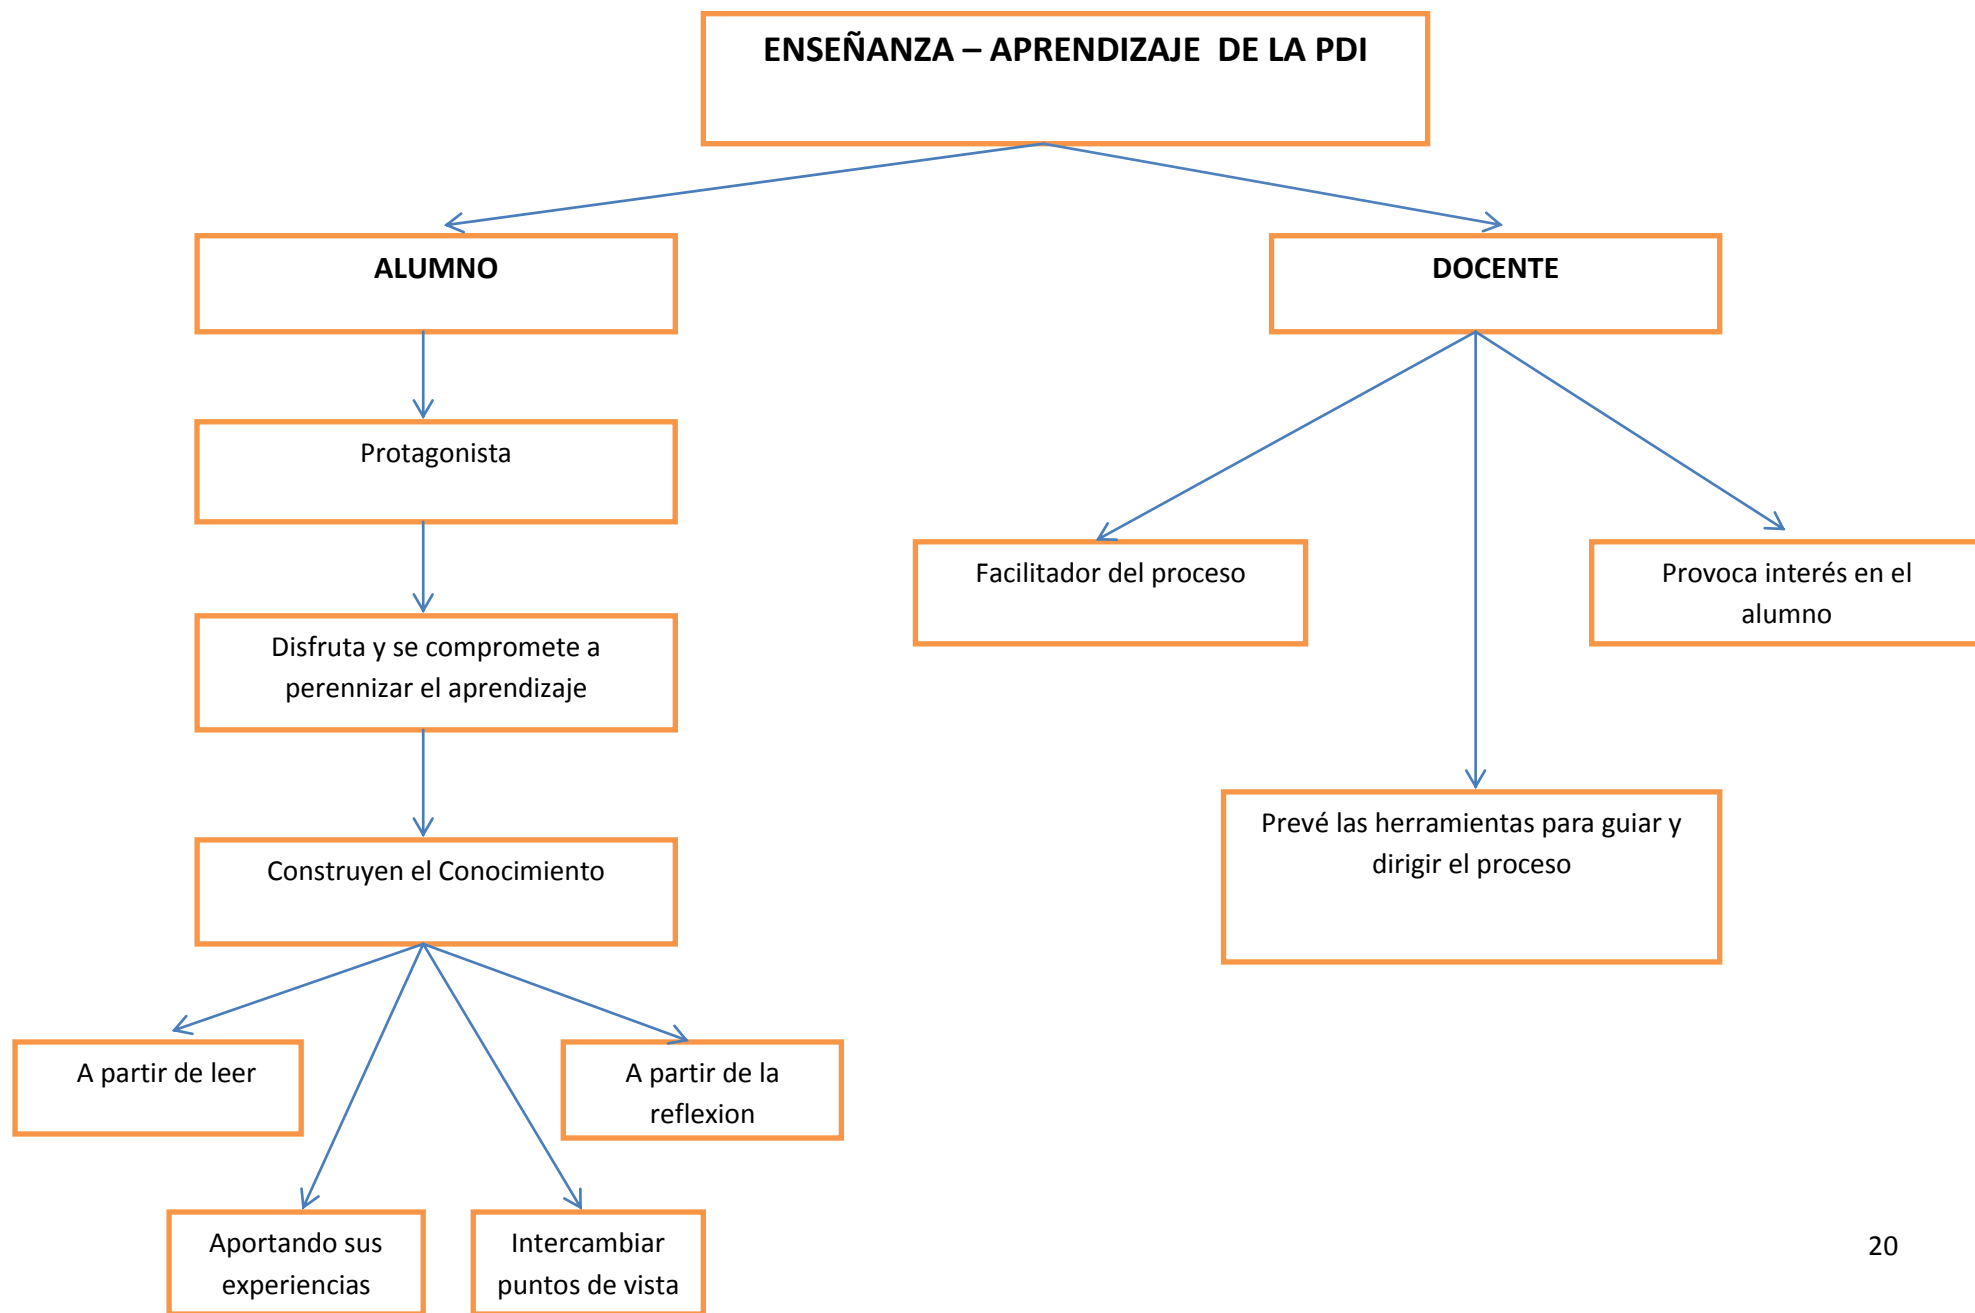 ENSEÑANZA – APRENDIZAJE DE LA PDI
ALUMNO
DOCENTE
Protagonista
Facilitador del proceso
Provoca interés en el
alumno
Disfruta y se compromete a
perennizar el aprendizaje
Prevé las herramientas para guiar y
dirigir el proceso
Construyen el Conocimiento
A partir de leer
A partir de la
reflexion
Aportando sus
experiencias
Intercambiar
puntos de vista
20